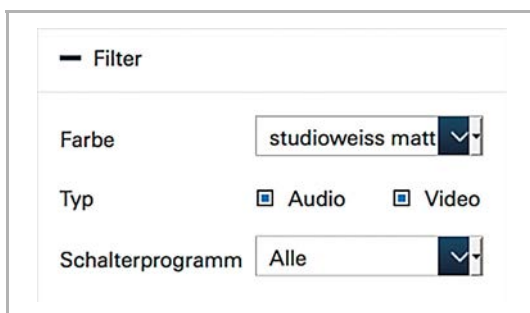 Filter
Farbe studioweiss matt
Typ Audio Video
Schalterprogramm Alle